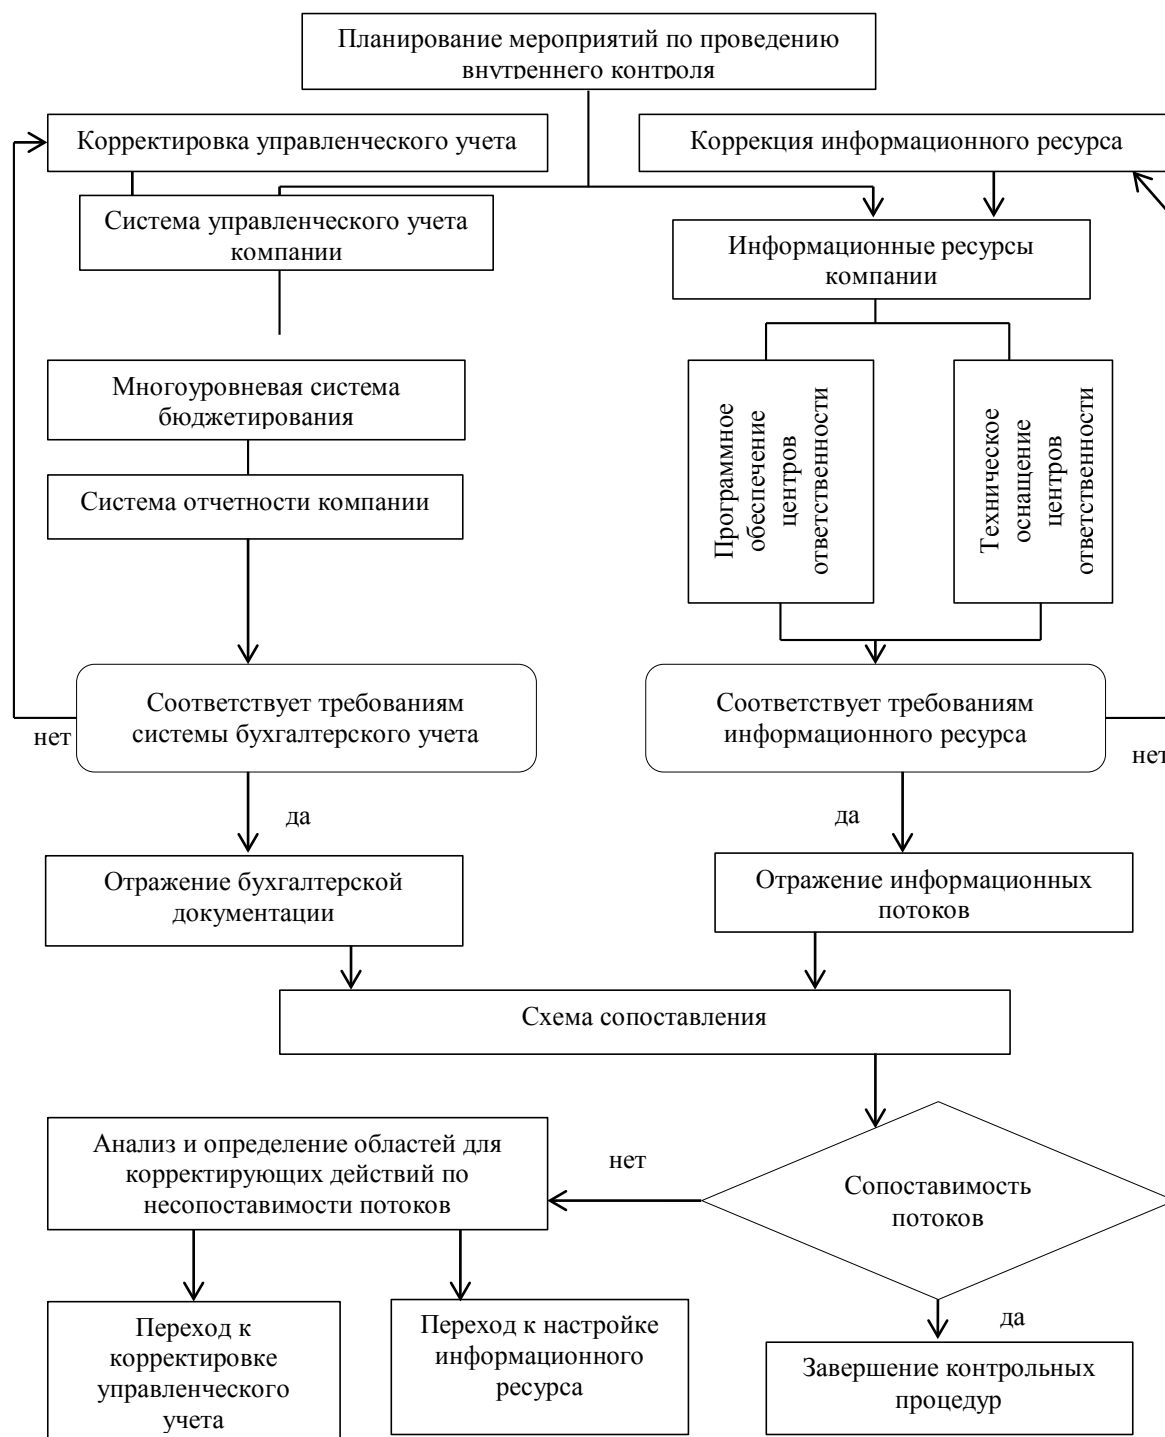 Планирование мероприятий по проведению
внутреннего контроля
Корректировка управленческого учета
Коррекция информационного ресурса
Система управленческого учета
компании
Информационные ресурсы
компании
Многоуровневая система
бюджетирования
Система отчетности компании
Программное
обеспечение
центров
ответственности
Техническое
оснащение
центров
ответственности
Соответствует требованиям
системы бухгалтерского учета
Соответствует требованиям
информационного ресурса
нет
нет
да
да
Отражение бухгалтерской
документации
Отражение информационных
потоков
Схема сопоставления
Анализ и определение областей для
корректирующих действий по
несопоставимости потоков
нет
Сопоставимость
потоков
да
Переход к
корректировке
управленческого
учета
Переход к настройке
информационного
ресурса
Завершение контрольных
процедур